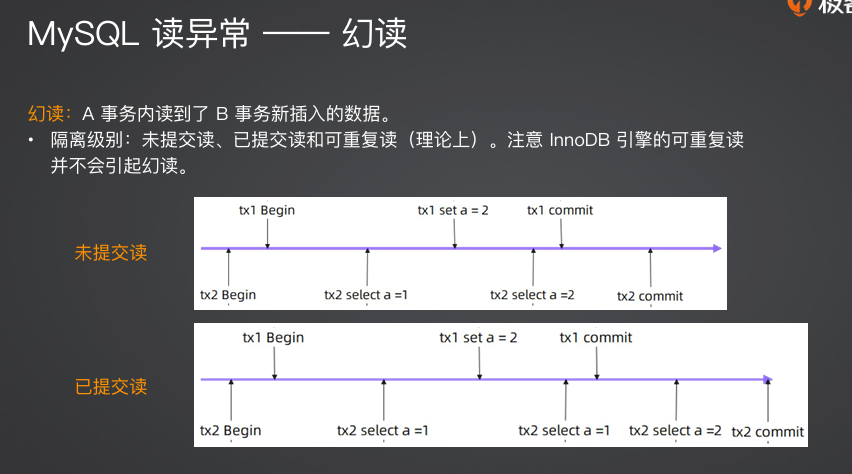 MySQL 读异常 —— 幻读
幻读：A 事务内读到了 B 事务新插入的数据。
• 隔离级别：未提交读、已提交读和可重复读（理论上）。注意 InnoDB 引擎的可重复读
并不会引起幻读。
未提交读
tx1 Begin tx1 set a = 2 tx1 commit
tx2 Begin tx2 select a =1 tx2 select a =2 tx2 commit
已提交读
tx1 Begin tx1 set a = 2 tx1 commit
tx2 Begin tx2 select a =1 tx2 select a =1 tx2 select a =2 tx2 commit